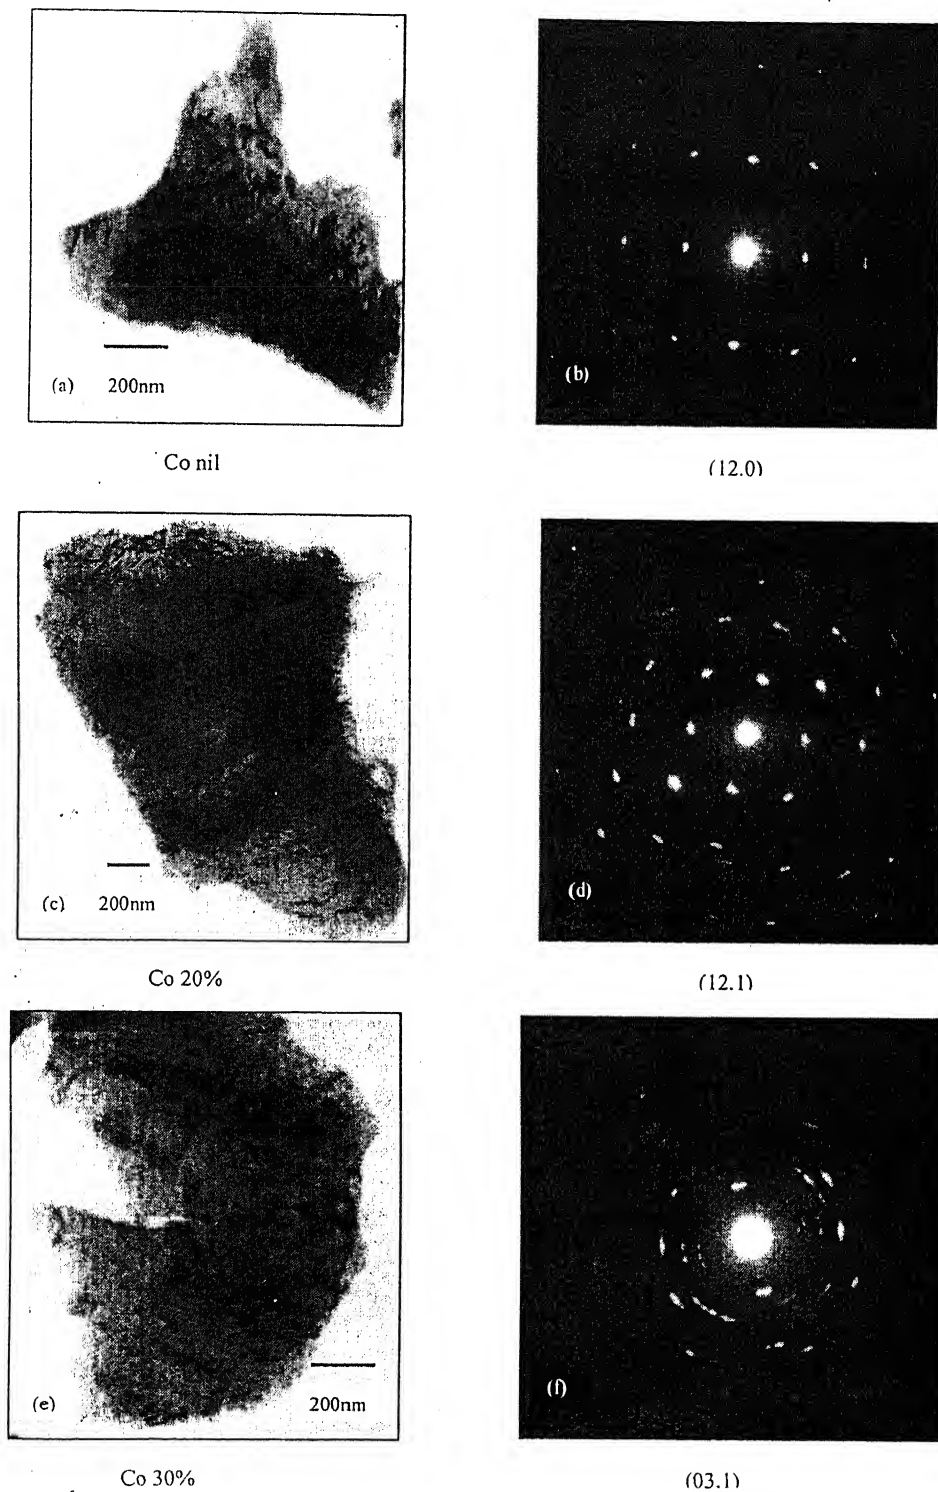 (a) 200nm
(b)
Co nil
(12.0)
(c) 200nm
(d)
Co 20%
(12.1)
(e) 200nm
(f)
Co 30%
(03.1)